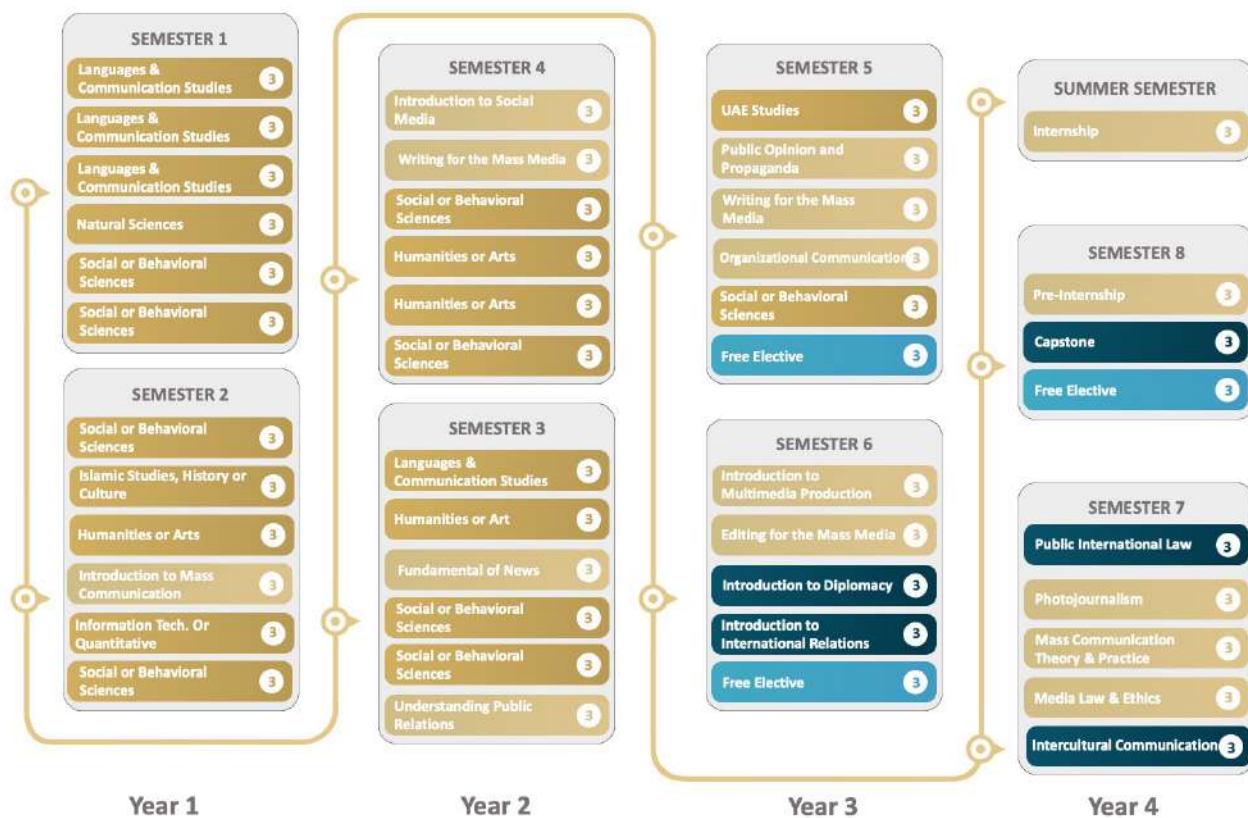 SEMESTER 1
Languages &
Communication Studies
3
Languages &
Communication Studies
3
Languages &
Communication Studies
3
Natural Sciences
3
Social or Behavioral
Sciences
3
Social or Behavioral
Sciences
3
SEMESTER 2
Social or Behavioral
Sciences
3
Islamic Studies, History or
Culture
3
Humanities or Arts
3
Introduction to Mass
Communication
3
Information Tech. Or
Quantitative
3
Social or Behavioral
Sciences
3
Year 1
SEMESTER 4
Introduction to Social
Media
3
Writing for the Mass Media
3
Social or Behavioral
Sciences
3
Humanities or Arts
3
Humanities or Arts
3
Social or Behavioral
Sciences
3
SEMESTER 3
Languages &
Communication Studies
3
Humanities or Art
3
Fundamental of News
3
Social or Behavioral
Sciences
3
Social or Behavioral
Sciences
3
Understanding Public
Relations
3
Year 2
SEMESTER 5
UAE Studies
3
Public Opinion and
Propaganda
3
Writing for the Mass
Media
3
Organizational Communication
3
Social or Behavioral
Sciences
3
Free Elective
3
SEMESTER 6
Introduction to
Multimedia Production
3
Editing for the Mass Media
3
Introduction to Diplomacy
3
Introduction to
International Relations
3
Free Elective
3
Year 3
SUMMER SEMESTER
Internship
3
SEMESTER 8
Pre-Internship
3
Capstone
3
Free Elective
3
SEMESTER 7
Public International Law
3
Photojournalism
3
Mass Communication
Theory & Practice
3
Media Law & Ethics
3
Intercultural Communication
3
Year 4